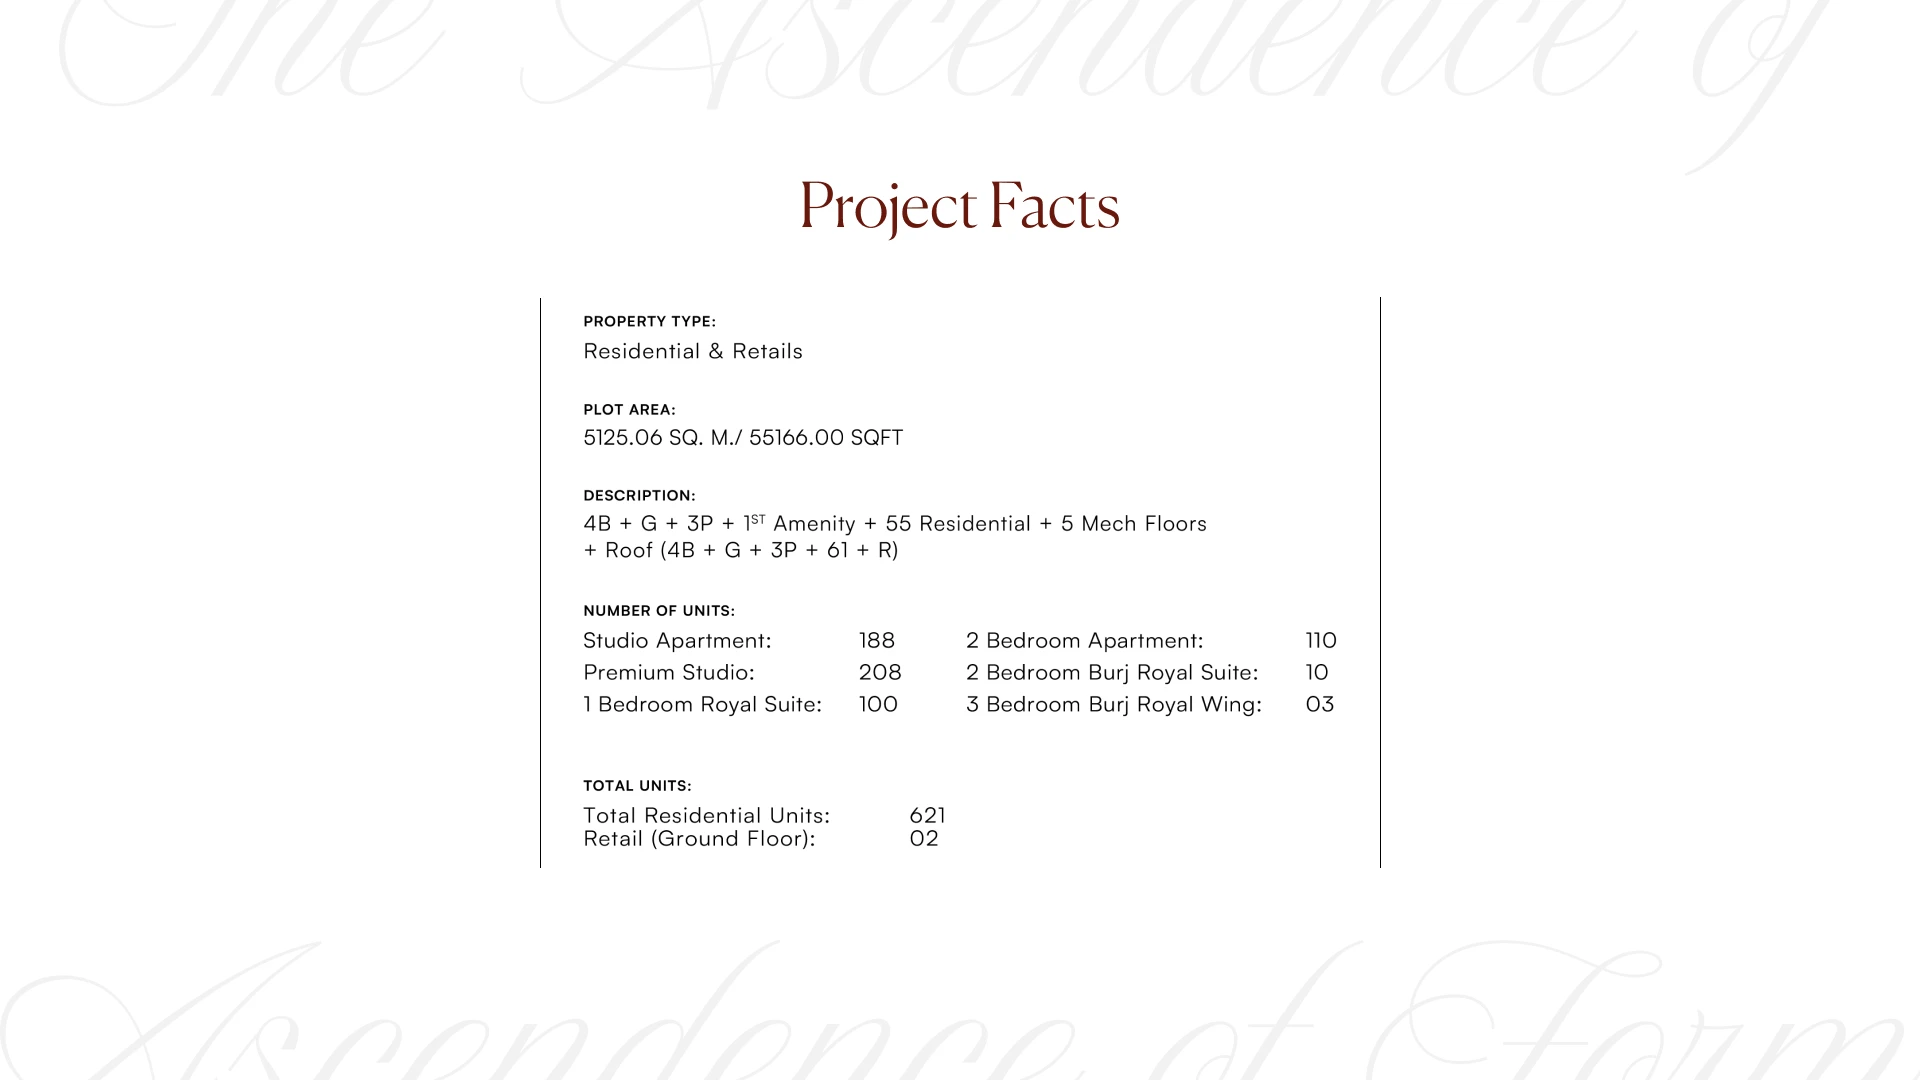 The Ascendence of
Project Facts
PROPERTY TYPE:
Residential & Retails
PLOT AREA:
5125.06 SQ. M./ 55166.00 SQFT
DESCRIPTION:
4B + G + 3P + 1ST Amenity + 55 Residential + 5 Mech Floors
+ Roof (4B + G + 3P + 61 + R)
NUMBER OF UNITS:
Studio Apartment: 188 2 Bedroom Apartment: 110
Premium Studio: 208 2 Bedroom Burj Royal Suite: 10
1 Bedroom Royal Suite: 100 3 Bedroom Burj Royal Wing: 03
TOTAL UNITS:
Total Residential Units: 621
Retail (Ground Floor): 02
Ascendence of Form